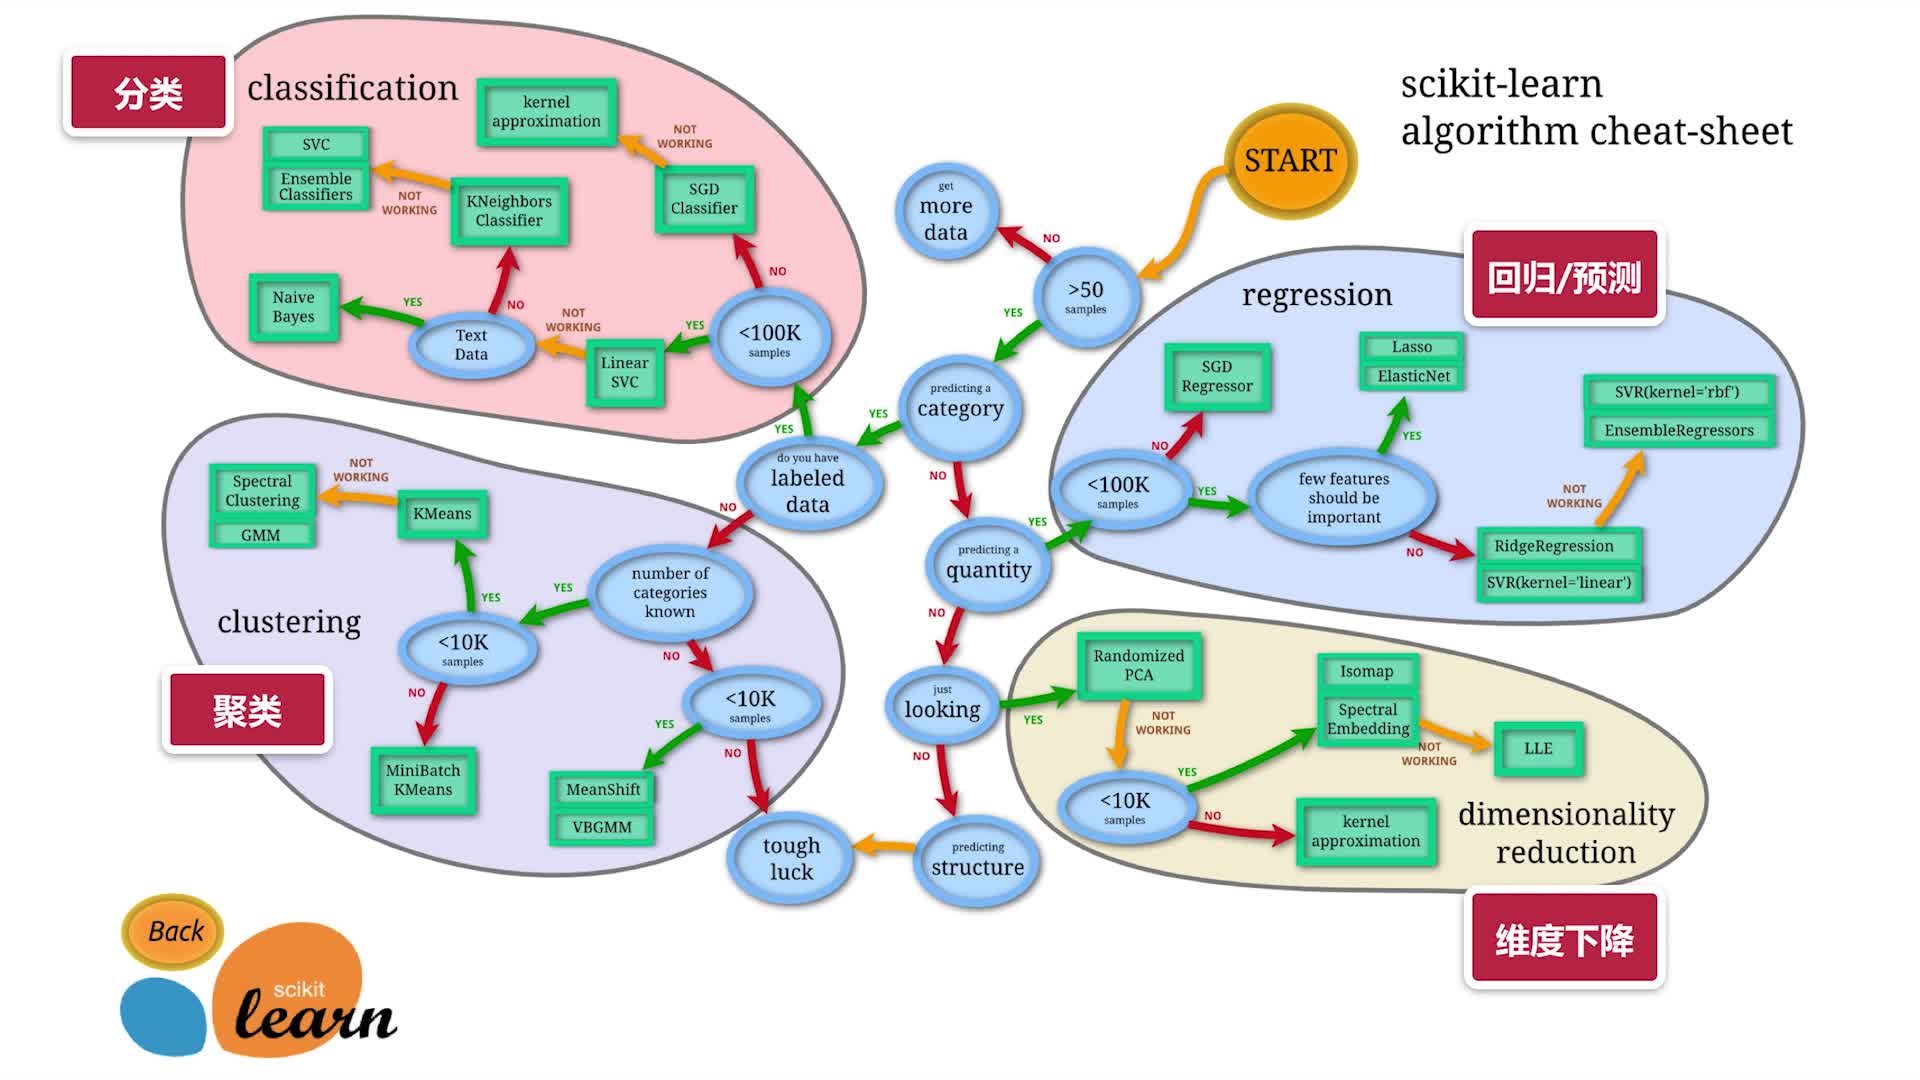 scikit-learn
algorithm cheat-sheet
START
>50
samples
NO
get
more
data
YES
predicting a
category
YES
do you have
labeled
data
NO
predicting a
quantity
YES
NO
just
looking
YES
NO
predicting
structure
tough
luck
分类
classification
YES
<100K
samples
NO
SGD
Classifier
NOT
WORKING
kernel
approximation
YES
Linear
SVC
NOT
WORKING
Text
Data
YES
Naive
Bayes
NO
KNeighbors
Classifier
NOT
WORKING
SVC
Ensemble
Classifiers
聚类
clustering
NO
number of
categories
known
YES
<10K
samples
YES
KMeans
NOT
WORKING
Spectral
Clustering
GMM
NO
MiniBatch
KMeans
NO
<10K
samples
YES
MeanShift
VBGMM
NO
回归/预测
regression
<100K
samples
NO
SGD
Regressor
YES
few features
should be
important
YES
Lasso
ElasticNet
NO
RidgeRegression
SVR(kernel='linear')
NOT
WORKING
SVR(kernel='rbf')
EnsembleRegressors
Randomized
PCA
NOT
WORKING
<10K
samples
YES
Isomap
Spectral
Embedding
NOT
WORKING
LLE
NO
kernel
approximation
dimensionality
reduction
维度下降
Back
scikit
learn